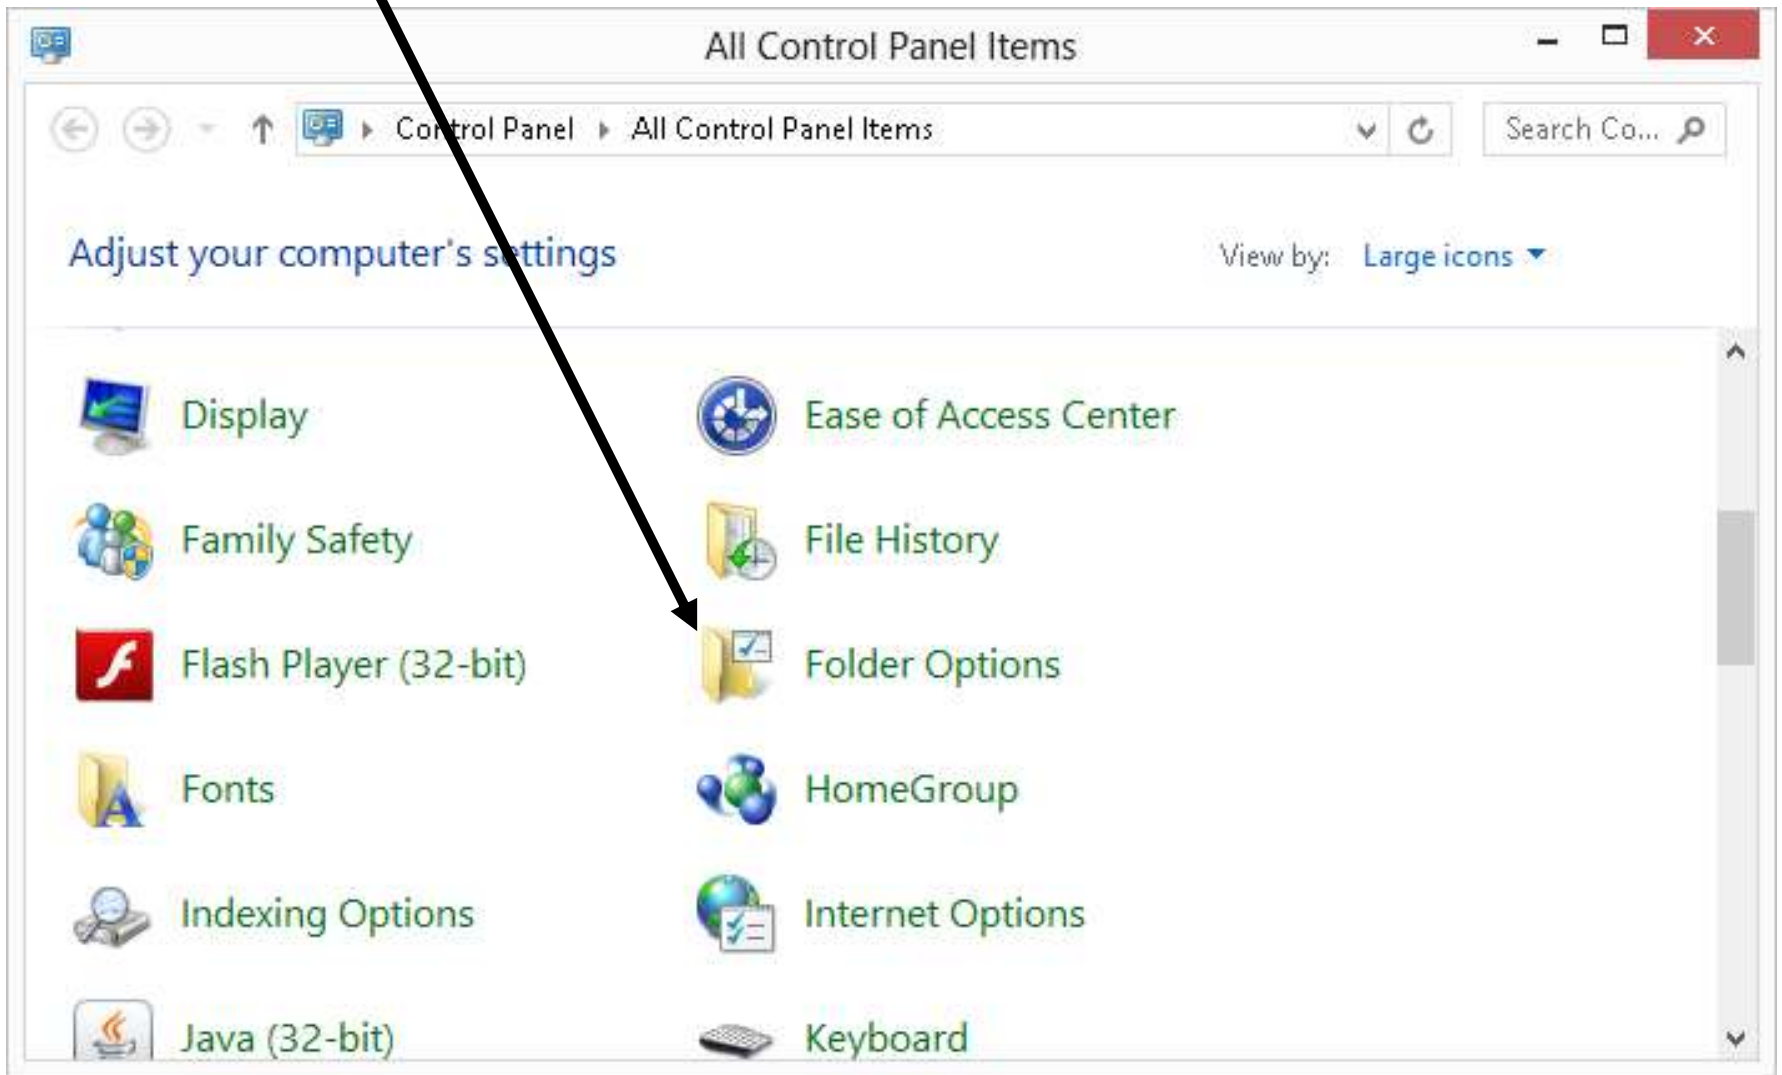 All Control Panel Items
Control Panel All Control Panel Items Search Co...
Adjust your computer's settings View by: Large icons
Display Ease of Access Center
Family Safety File History
Flash Player (32-bit) Folder Options
Fonts HomeGroup
Indexing Options Internet Options
Java (32-bit) Keyboard